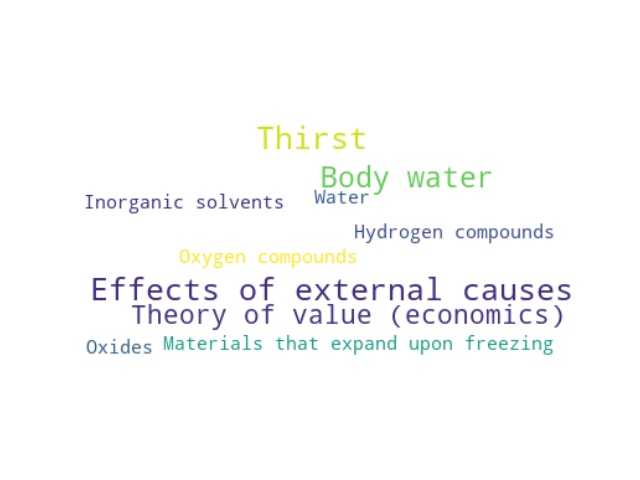 Thirst
Body water
Water
Inorganic solvents
Hydrogen compounds
Oxygen compounds
Effects of external causes
Theory of value (economics)
Materials that expand upon freezing
Oxides